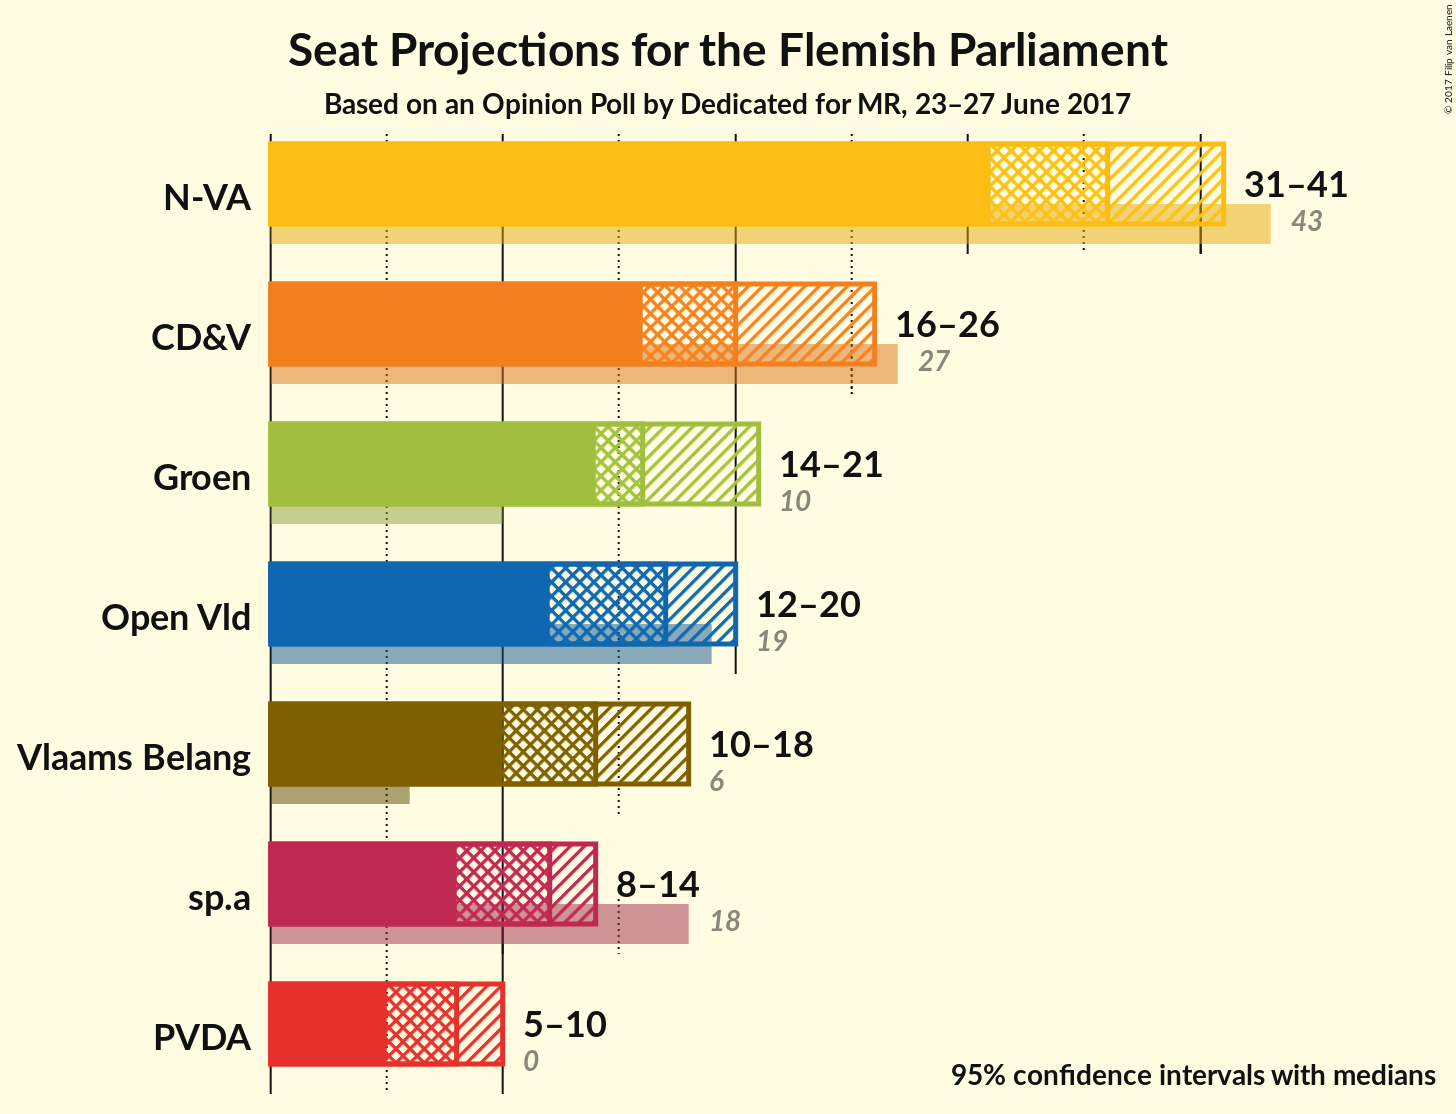 Seat Projections for the Flemish Parliament
Based on an Opinion Poll by Dedicated for MR, 23–27 June 2017
© 2017 Filip van Laenen
N-VA
31–41
43
CD&V
16–26
27
Groen
14–21
10
Open Vld
12–20
19
Vlaams Belang
10–18
6
sp.a
8–14
18
PVDA
5–10
0
95% confidence intervals with medians